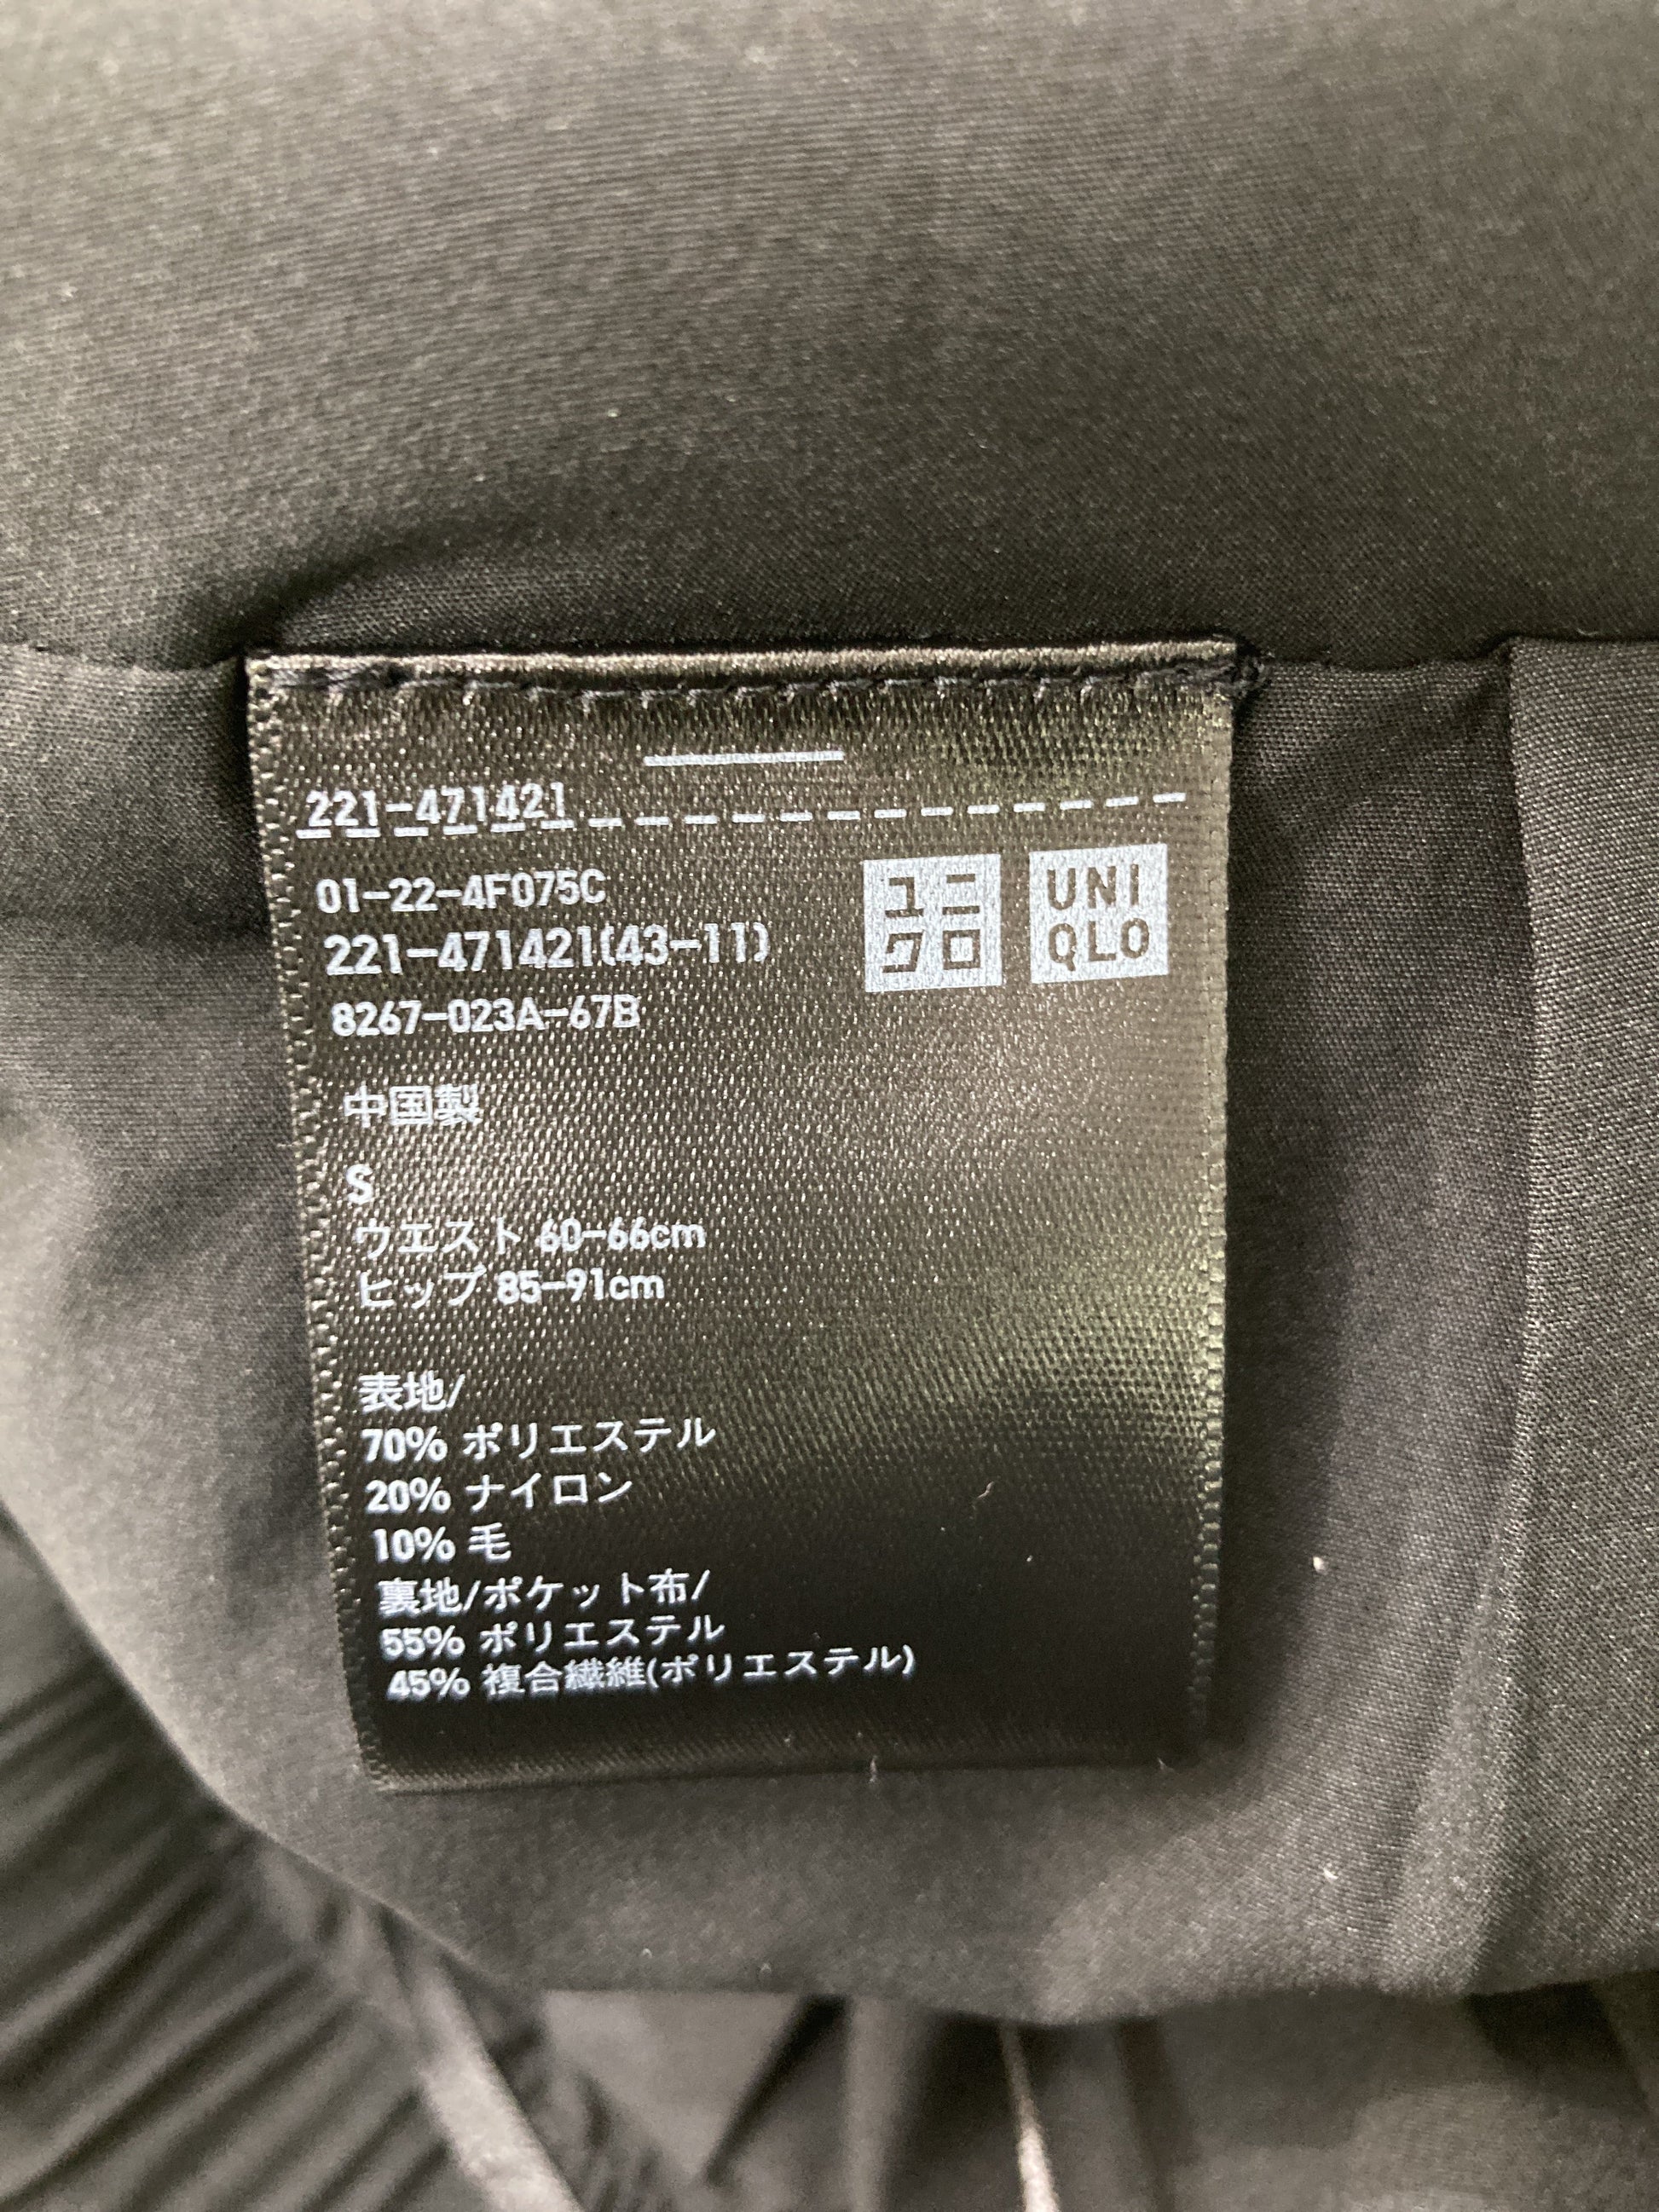 221-471421
01-22-4F075C
221-471421(43-11)
8267-023A-67B
ユニ
クロ
UNI
QLO
中国製
S
ウエスト 60-66cm
ヒップ 85-91cm
表地/
70% ポリエステル
20% ナイロン
10% 毛
裏地/ポケット布/
55% ポリエステル
45% 複合繊維(ポリエステル)